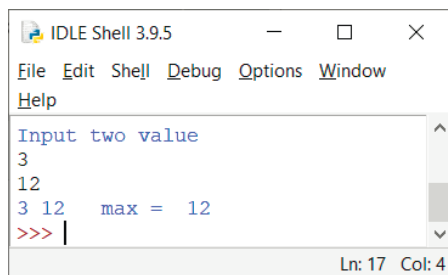 IDLE Shell 3.9.5
File Edit Shell Debug Options Window
Help
Input two value
3
12
3 12   max =  12
>>>
Ln: 17 Col: 4